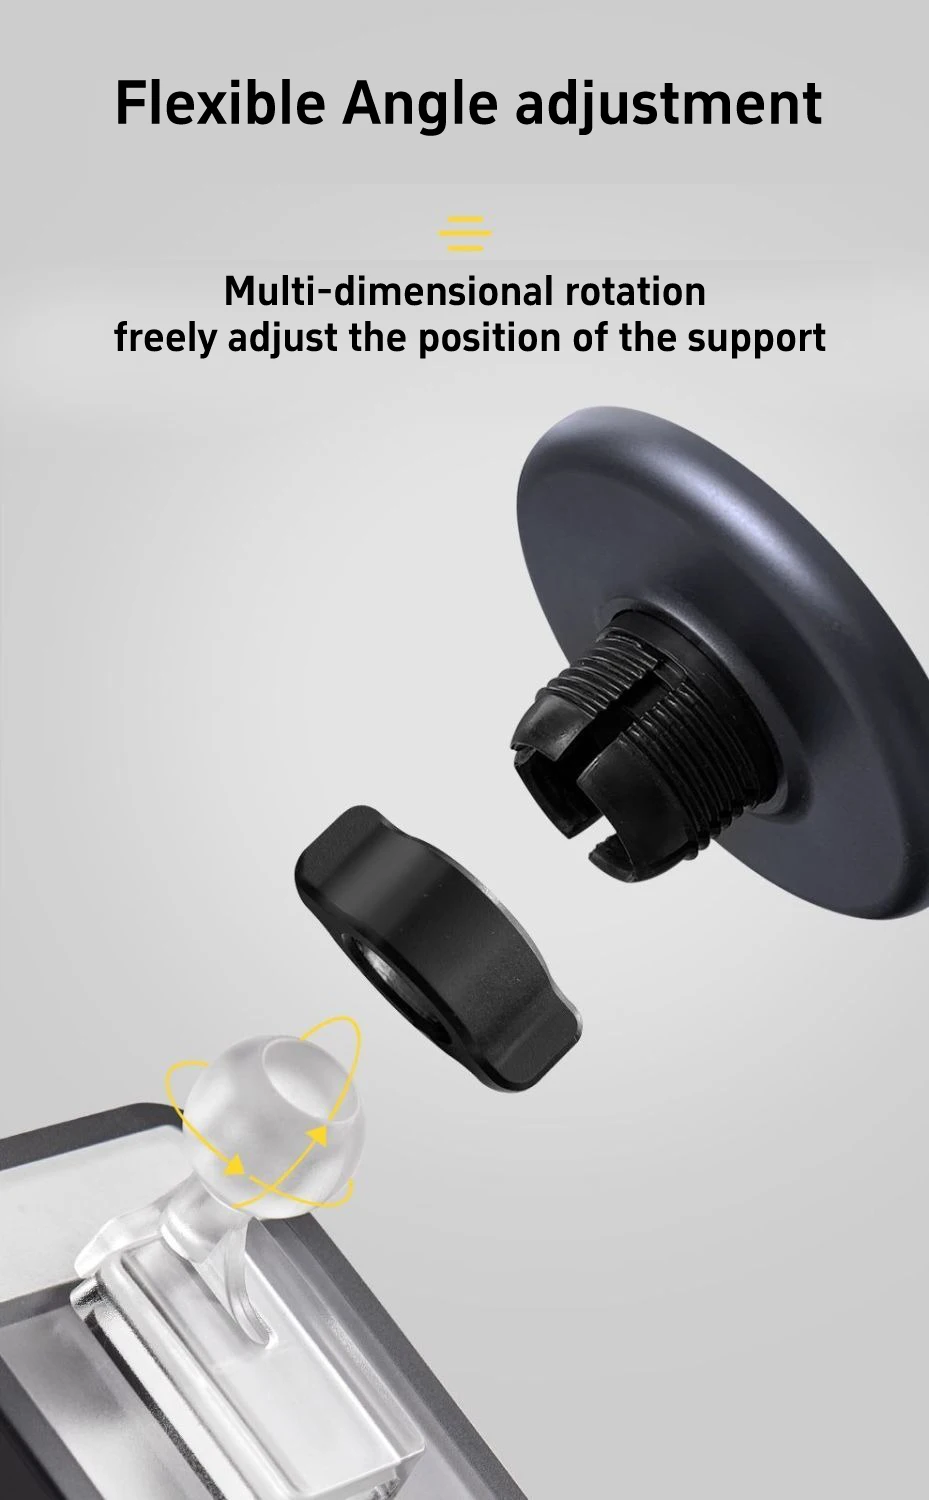 Flexible Angle adjustment
Multi-dimensional rotation
freely adjust the position of the support